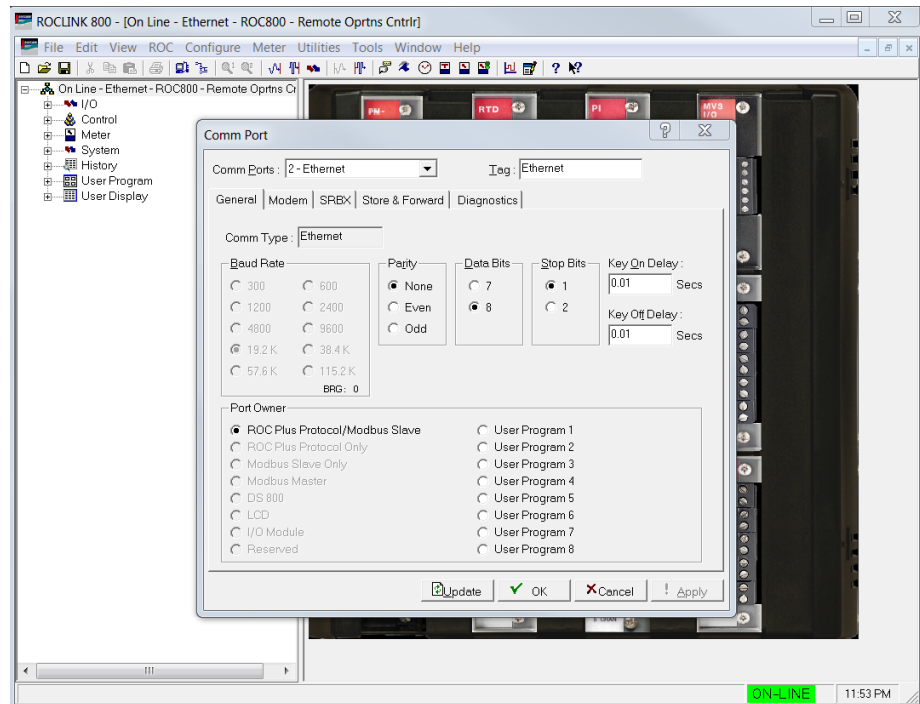 ROCLINK 800 - [On Line - Ethernet - ROC800 - Remote Oprtns Cntrlr]
File Edit View ROC Configure Meter Utilities Tools Window Help
On Line - Ethernet - ROC800 - Remote Oprtns Cr
I/O
Control
Meter
System
History
User Program
User Display
RTD
PI
MVS
I/O
Comm Port
Comm Ports : 2 - Ethernet
Tag : Ethernet
General Modem SRBX Store & Forward Diagnostics
Comm Type : Ethernet
Baud Rate
300 600
1200 2400
4800 9600
19.2 K 38.4 K
57.6 K 115.2 K
BRG: 0
Parity
None
Even
Odd
Data Bits
7
8
Stop Bits
1
2
Key On Delay :
0.01 Secs
Key Off Delay :
0.01 Secs
Port Owner
ROC Plus Protocol/Modbus Slave
ROC Plus Protocol Only
Modbus Slave Only
Modbus Master
DS 800
LCD
I/O Module
Reserved
User Program 1
User Program 2
User Program 3
User Program 4
User Program 5
User Program 6
User Program 7
User Program 8
Update OK Cancel Apply
ON-LINE 11:53 PM